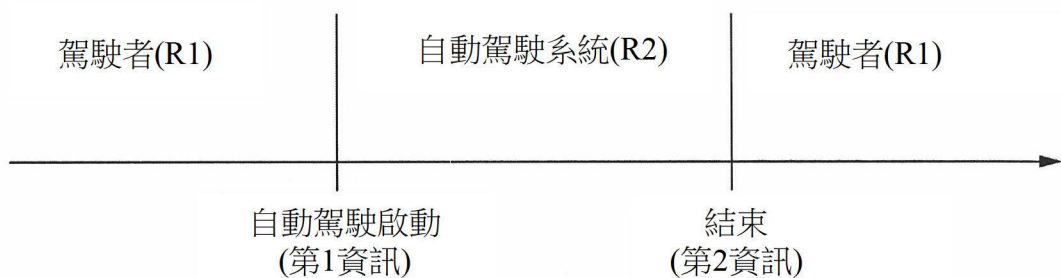 駕駛者(R1)
自動駕駛系統(R2)
駕駛者(R1)
自動駕駛啟動
(第1資訊)
結束
(第2資訊)